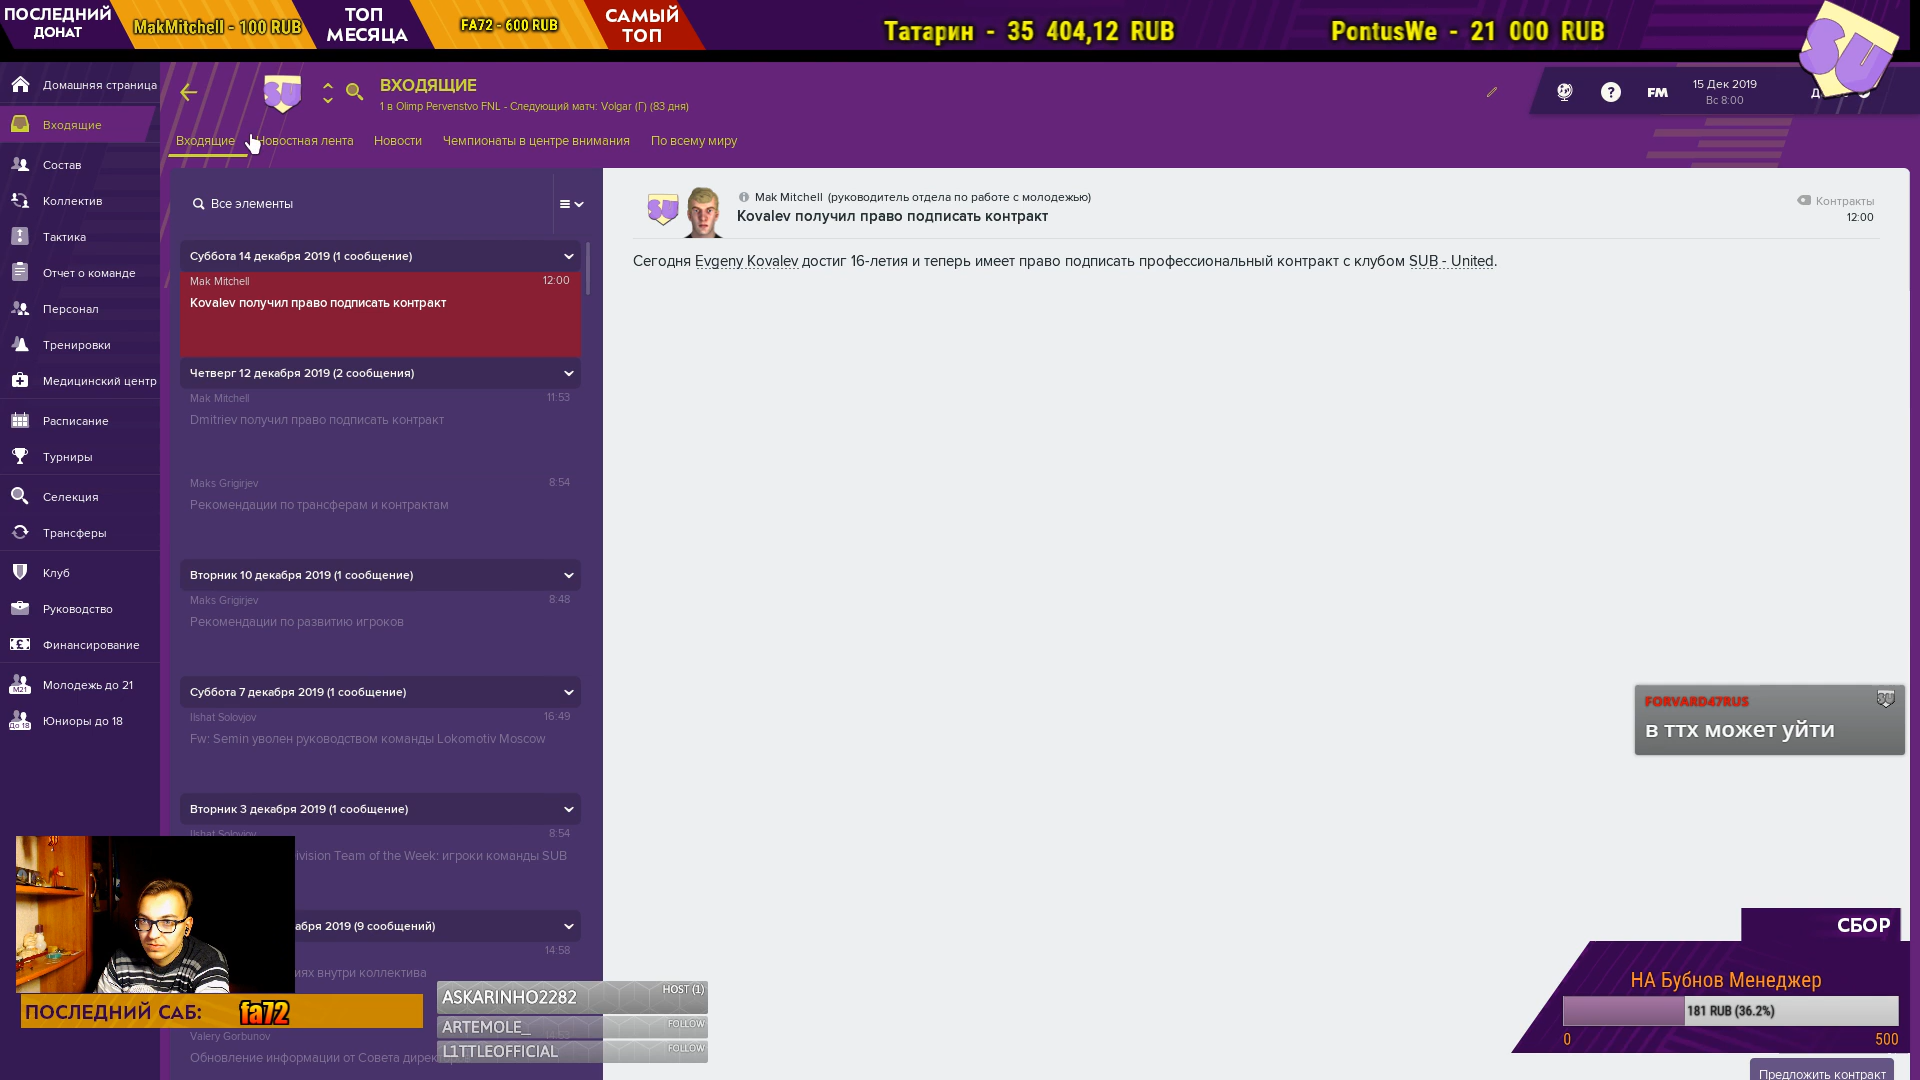 ПОСЛЕДНИЙ
ДОНАТ
MakMitchell - 100 RUB
ТОП
МЕСЯЦА
FA72 - 600 RUB
САМЫЙ
ТОП
Татарин - 35 404,12 RUB
PontusWe - 21 000 RUB
SU
Домашняя страница
Входящие
Состав
Коллектив
Тактика
Отчет о команде
Персонал
Тренировки
Медицинский центр
Расписание
Турниры
Селекция
Трансферы
Клуб
Руководство
Финансирование
Молодежь до 21
Юниоры до 18
ВХОДЯЩИЕ
1 в Olimp Pervenstvo FNL - Следующий матч: Volgar (Г) (83 дня)
FM
15 Дек 2019
Вс 8:00
Входящие
Новостная лента
Новости
Чемпионаты в центре внимания
По всему миру
Все элементы
Суббота 14 декабря 2019 (1 сообщение)
Mak Mitchell 12:00
Kovalev получил право подписать контракт
Четверг 12 декабря 2019 (2 сообщения)
Mak Mitchell 11:53
Dmitriev получил право подписать контракт
Maks Grigirjev 8:54
Рекомендации по трансферам и контрактам
Вторник 10 декабря 2019 (1 сообщение)
Maks Grigirjev 8:48
Рекомендации по развитию игроков
Суббота 7 декабря 2019 (1 сообщение)
Ilshat Solovjov 16:49
Fw: Semin уволен руководством команды Lokomotiv Moscow
Вторник 3 декабря 2019 (1 сообщение)
Ilshat Solovjov 8:54
ivision Team of the Week: игроки команды SUB
абря 2019 (9 сообщений)
14:58
иях внутри коллектива
Valery Gorbunov
Обновление информации от Совета
Mak Mitchell (руководитель отдела по работе с молодежью)
Kovalev получил право подписать контракт
Контракты
12:00
Сегодня Evgeny Kovalev достиг 16-летия и теперь имеет право подписать профессиональный контракт с клубом SUB - United.
FORVARD47RUS
в ттх может уйти
ПОСЛЕДНИЙ САБ: fa72
ASKARINHO2282 HOST (1)
ARTEMOLE_ FOLLOW
L1TTLEOFFICIAL FOLLOW
СБОР
НА Бубнов Менеджер
181 RUB (36.2%)
0 500
Предложить контракт